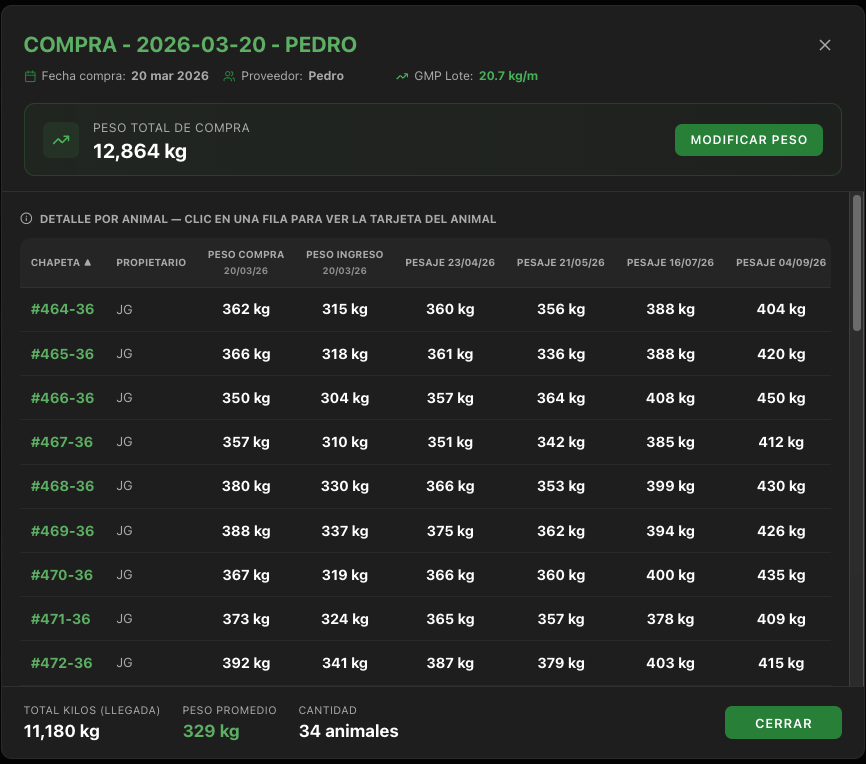 COMPRA - 2026-03-20 - PEDRO
Fecha compra: 20 mar 2026 Proveedor: Pedro GMP Lote: 20.7 kg/m
PESO TOTAL DE COMPRA
12,864 kg
MODIFICAR PESO
DETALLE POR ANIMAL — CLIC EN UNA FILA PARA VER LA TARJETA DEL ANIMAL
CHAPETA ▲ PROPIETARIO PESO COMPRA 20/03/26 PESO INGRESO 20/03/26 PESAJE 23/04/26 PESAJE 21/05/26 PESAJE 16/07/26 PESAJE 04/09/26
#464-36 JG 362 kg 315 kg 360 kg 356 kg 388 kg 404 kg
#465-36 JG 366 kg 318 kg 361 kg 336 kg 388 kg 420 kg
#466-36 JG 350 kg 304 kg 357 kg 364 kg 408 kg 450 kg
#467-36 JG 357 kg 310 kg 351 kg 342 kg 385 kg 412 kg
#468-36 JG 380 kg 330 kg 366 kg 353 kg 399 kg 430 kg
#469-36 JG 388 kg 337 kg 375 kg 362 kg 394 kg 426 kg
#470-36 JG 367 kg 319 kg 366 kg 360 kg 400 kg 435 kg
#471-36 JG 373 kg 324 kg 365 kg 357 kg 378 kg 409 kg
#472-36 JG 392 kg 341 kg 387 kg 379 kg 403 kg 415 kg
TOTAL KILOS (LLEGADA) PESO PROMEDIO CANTIDAD
11,180 kg 329 kg 34 animales
CERRAR